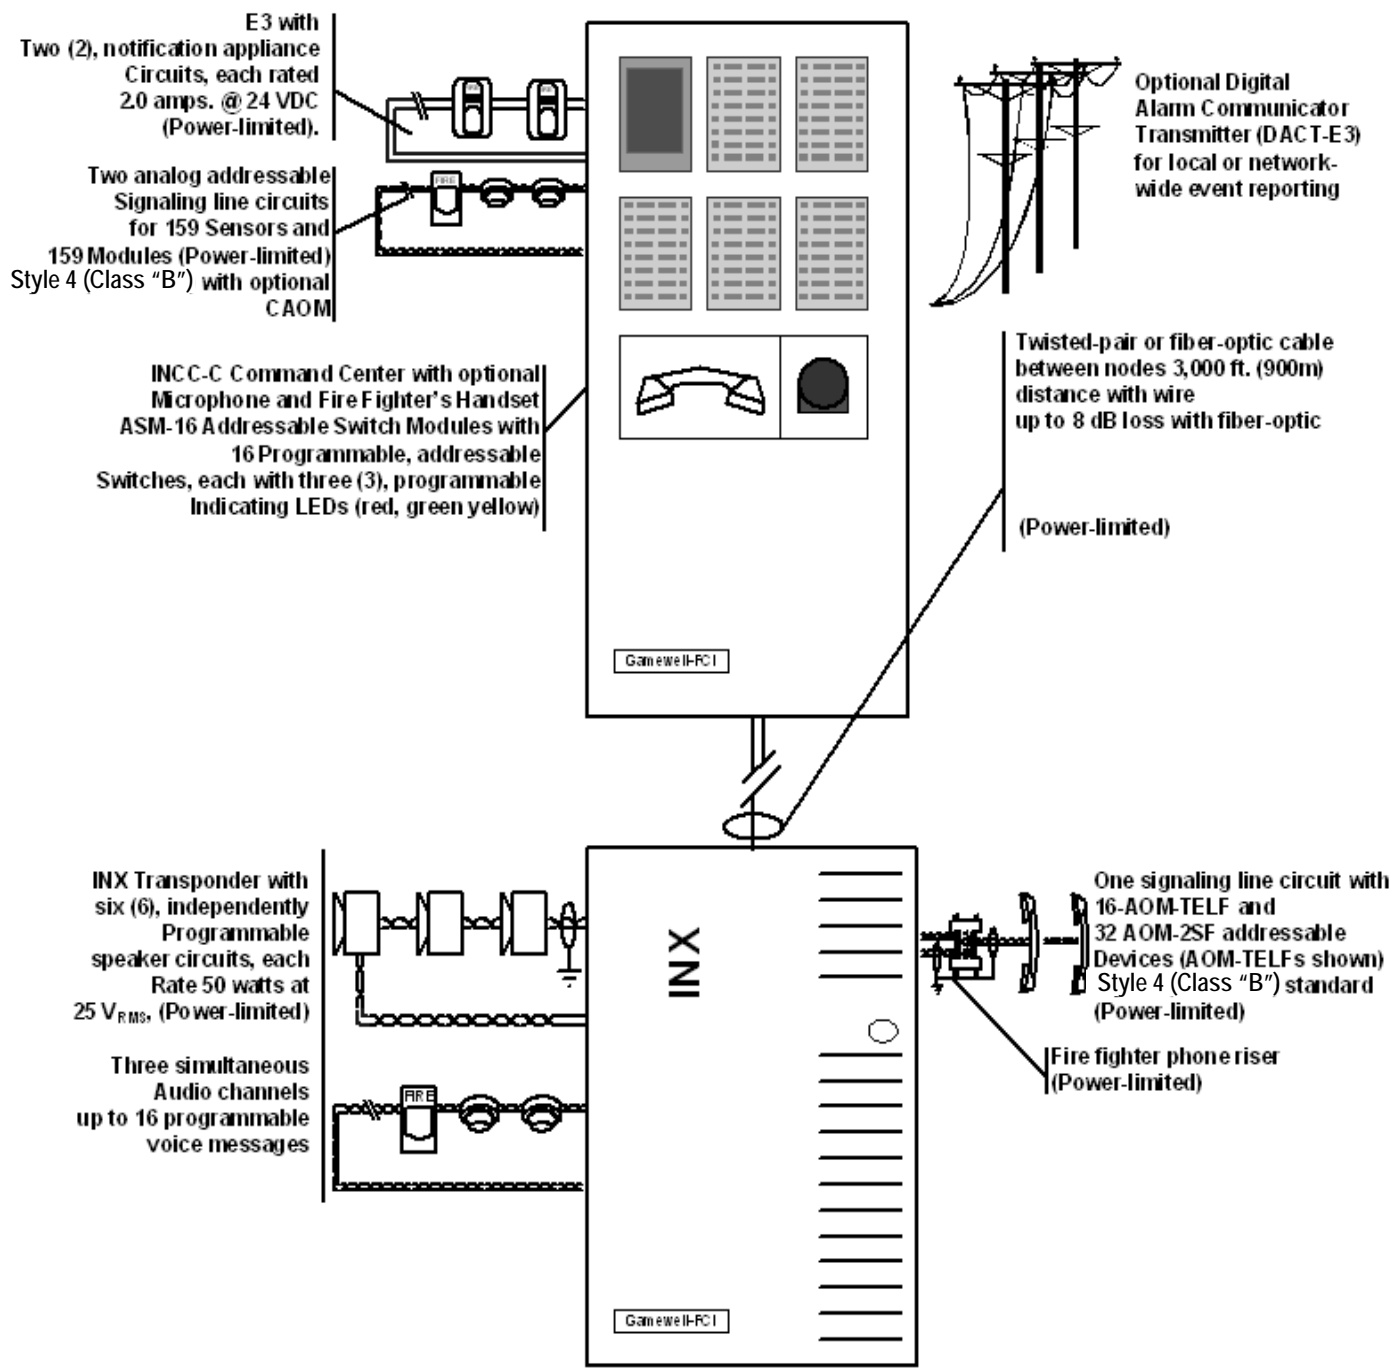 E3 with
Two (2), notification appliance
Circuits, each rated
2.0 amps. @ 24 VDC
(Power-limited).
Two analog addressable
Signaling line circuits
for 159 Sensors and
159 Modules (Power-limited)
Style 4 (Class “B”) with optional
CAOM
FIRE
INCC-C Command Center with optional
Microphone and Fire Fighter's Handset
ASM-16 Addressable Switch Modules with
16 Programmable, addressable
Switches, each with three (3), programmable
Indicating LEDs (red, green yellow)
Gamewell-FCI
Optional Digital
Alarm Communicator
Transmitter (DACT-E3)
for local or network-
wide event reporting
Twisted-pair or fiber-optic cable
between nodes 3,000 ft. (900m)
distance with wire
up to 8 dB loss with fiber-optic
(Power-limited)
INX Transponder with
six (6), independently
Programmable
speaker circuits, each
Rate 50 watts at
25 VRMS, (Power-limited)
Three simultaneous
Audio channels
up to 16 programmable
voice messages
FIRE
INX
Gamewell-FCI
One signaling line circuit with
16-AOM-TELF and
32 AOM-2SF addressable
Devices (AOM-TELFs shown)
Style 4 (Class “B”) standard
(Power-limited)
Fire fighter phone riser
(Power-limited)